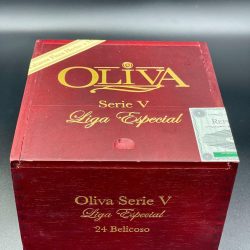 OLIVA
Serie V
Liga Especial
Oliva Serie V
Liga Especial
24 Belicoso